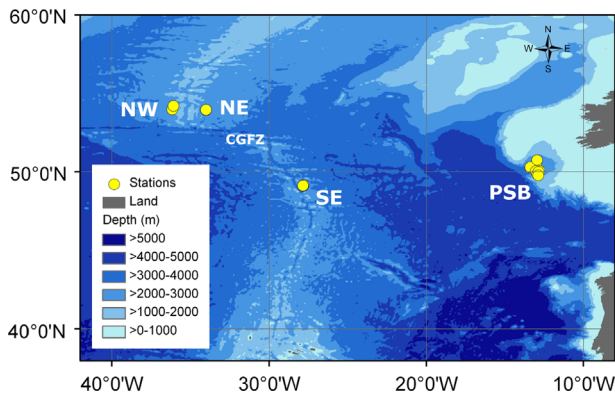 60°0'N
N
W E
S
NW
NE
CGFZ
50°0'N
SE
PSB
Stations
Land
Depth (m)
>5000
>4000-5000
>3000-4000
>2000-3000
>1000-2000
>0-1000
40°0'N
40°0'W 30°0'W 20°0'W 10°0'W